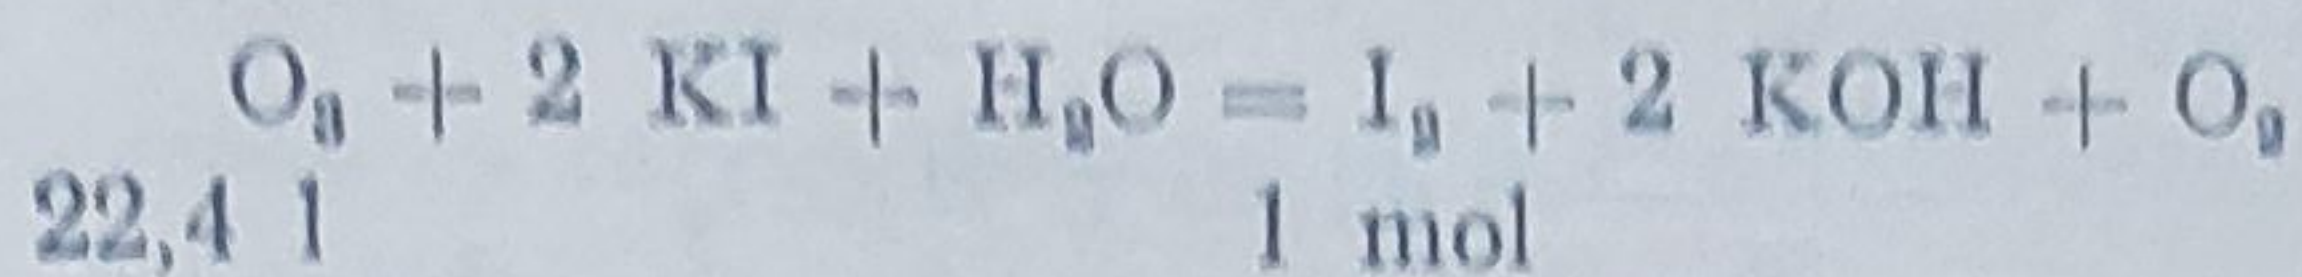 O₃ + 2 KI + H₂O = I₂ + 2 KOH + O₂
22,4 l 1 mol